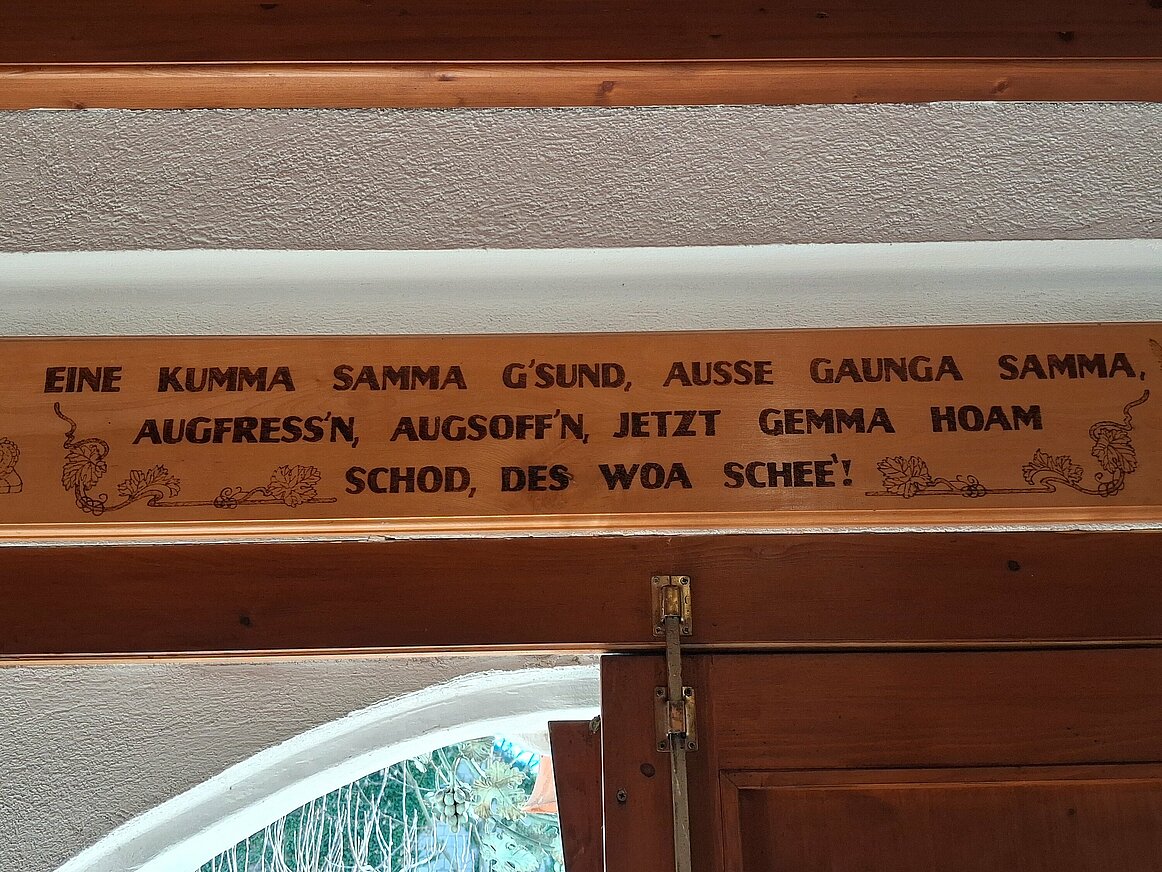 EINE KUMMA SAMMA G'SUND, AUSSE GAUNGA SAMMA,
AUGFRESS'N, AUGSOFF'N, JETZT GEMMA HOAM
SCHOD, DES WOA SCHEE'!